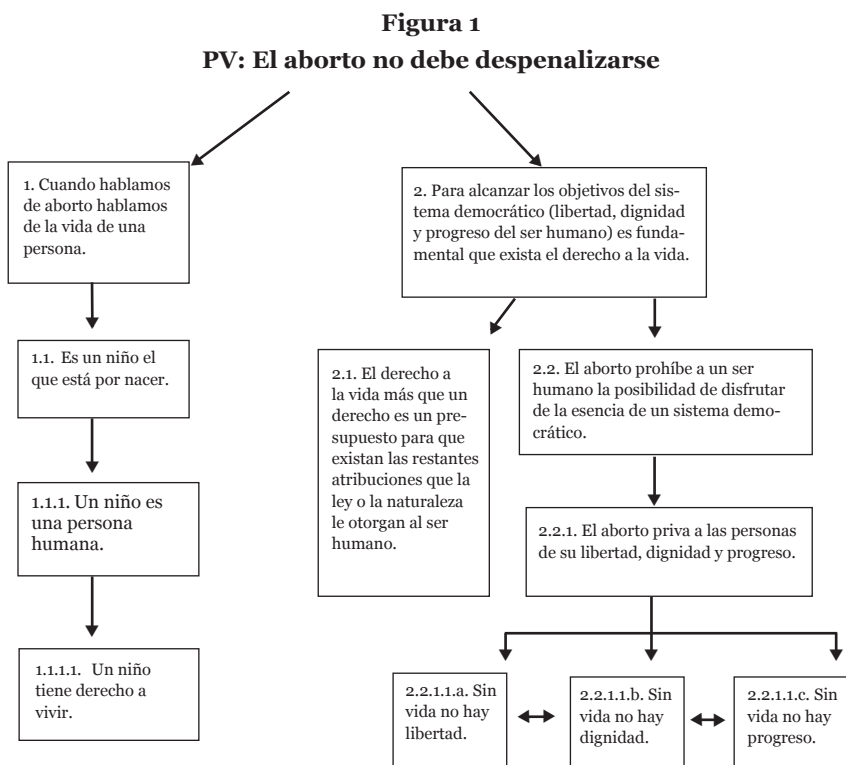 Figura 1
PV: El aborto no debe despenalizarse
1. Cuando hablamos
de aborto hablamos
de la vida de una
persona.
2. Para alcanzar los objetivos del sis-
tema democrático (libertad, dignidad
y progreso del ser humano) es funda-
mental que exista el derecho a la vida.
1.1. Es un niño el
que está por nacer.
2.1. El derecho a
la vida más que un
derecho es un pre-
supuesto para que
existan las restantes
atribuciones que la
ley o la naturaleza
le otorgan al ser
humano.
2.2. El aborto prohíbe a un ser
humano la posibilidad de disfrutar
de la esencia de un sistema demo-
crático.
1.1.1. Un niño es
una persona
humana.
2.2.1. El aborto priva a las personas
de su libertad, dignidad y progreso.
1.1.1.1. Un niño
tiene derecho a
vivir.
2.2.1.1.a. Sin
vida no hay
libertad.
2.2.1.1.b. Sin
vida no hay
dignidad.
2.2.1.1.c. Sin
vida no hay
progreso.